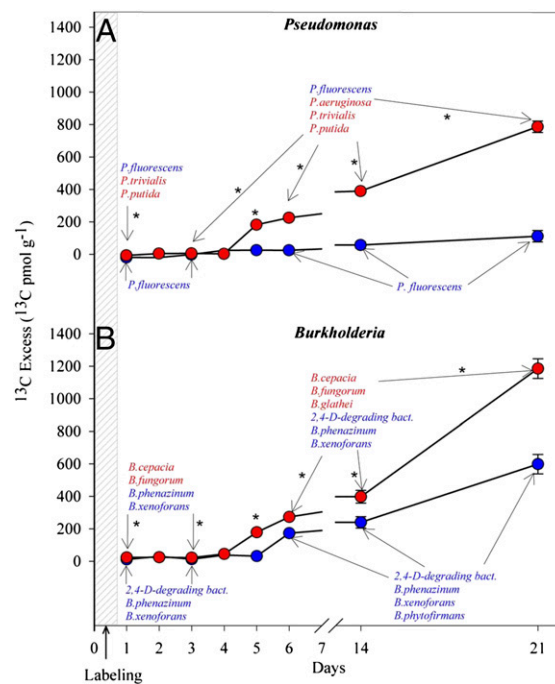 A
Pseudomonas
1400
1200
1000
800
600
400
200
0
P.fluorescens
P.aeruginosa
P.trivialis
P.putida
P.fluorescens
P.trivialis
P.putida
*
*
*
*
*
*
P.fluorescens
P. fluorescens
¹³C Excess (¹³C pmol g⁻¹)
B
Burkholderia
1400
1200
1000
800
600
400
200
0
B.cepacia
B.fungorum
B.glathei
2,4-D-degrading bact.
B.phenazinum
B.xenoforans
B.cepacia
B.fungorum
B.phenazinum
B.xenoforans
*
*
*
*
*
*
2,4-D-degrading bact.
B.phenazinum
B.xenoforans
2,4-D-degrading bact.
B.phenazinum
B.xenoforans
B.phytofirmans
0 1 2 3 4 5 6 7 14 21
Labeling
Days